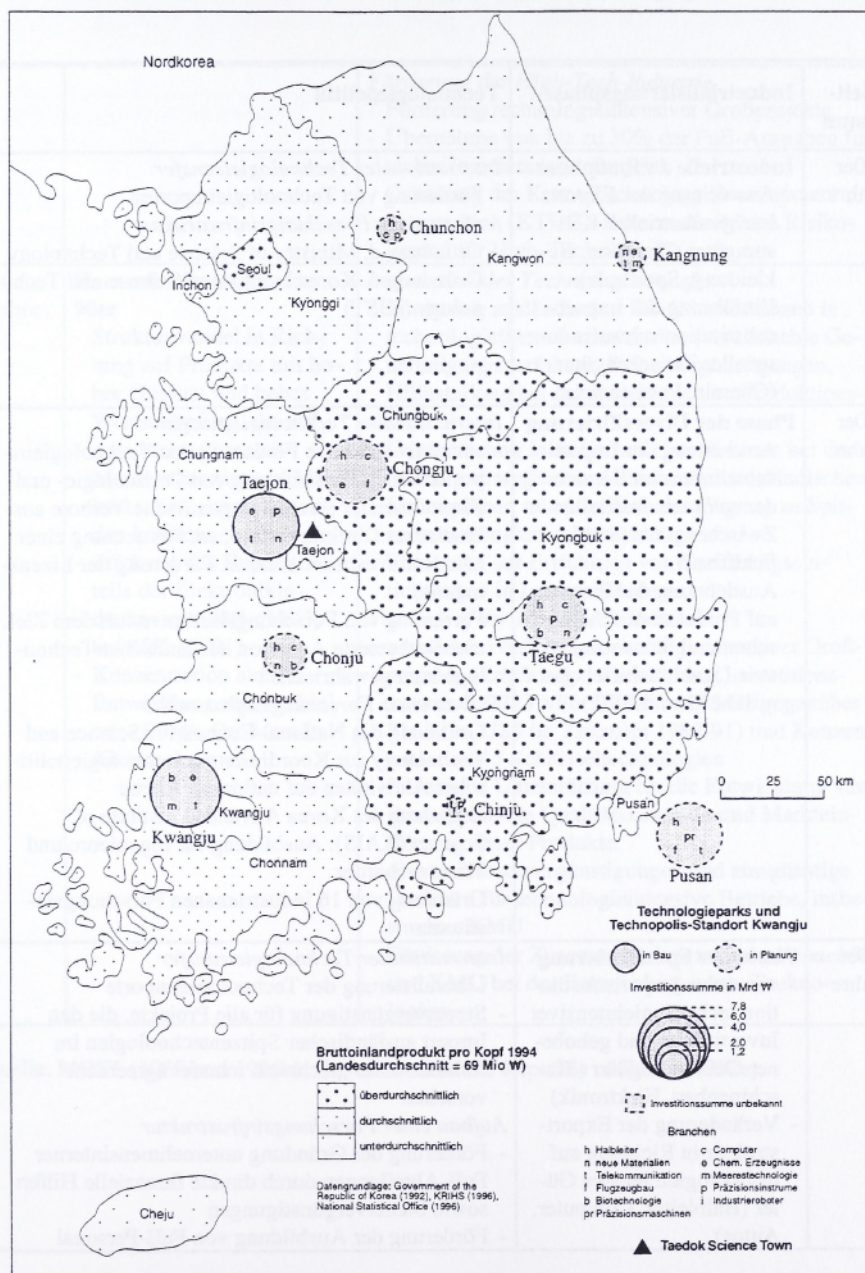 Nordkorea
Chunchon
Kangwon
Kangnung
Seoul
Inchon
Kyonggi
Chungbuk
Chungnam
Chongju
Taejon
Taejon
Kyongbuk
h c
p
b n
Taegu
Chonju
Chónbuk
0 25 50 km
Kyongnam
Pusan
b e
m t
Kwangju
Kwangju
Chinju
pr
Pusan
Chonnam
Technologieparks und
Technopolis-Standort Kwangju
in Bau
in Planung
Investitionssumme in Mrd ₩
7,8
6,0
4,0
2,0
1,2
Investitionssumme unbekannt
Bruttoinlandprodukt pro Kopf 1994
(Landesdurchschnitt = 69 Mio ₩)
überdurchschnittlich
durchschnittlich
unterdurchschnittlich
Datengrundlage: Government of the
Republic of Korea (1992), KRIHS (1996),
National Statistical Office (1996)
Branchen
h Halbleiter c Computer
n neue Materialien e Chem. Erzeugnisse
t Telekommunikation m Meerestechnologie
f Flugzeugbau p Präzisionsinstrume
b Biotechnologie i Industrieroboter
pr Präzisionsmaschinen
Taedok Science Town
Cheju